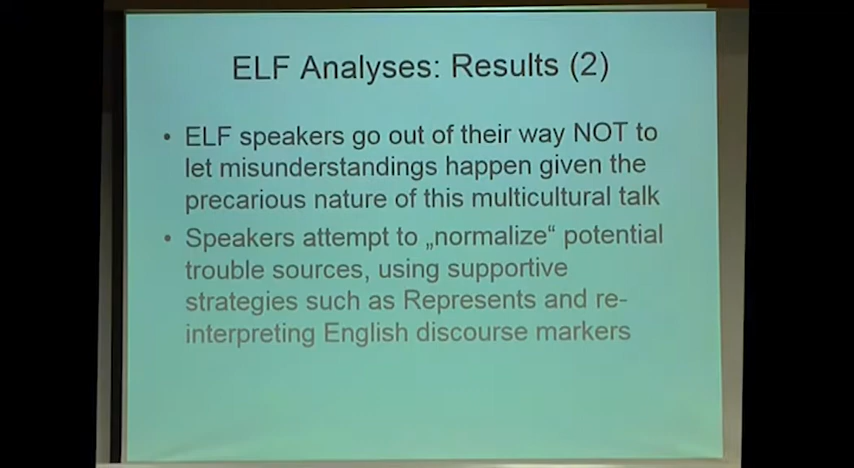 ELF Analyses: Results (2)
• ELF speakers go out of their way NOT to
let misunderstandings happen given the
precarious nature of this multicultural talk
• Speakers attempt to „normalize“ potential
trouble sources, using supportive
strategies such as Represents and re-
interpreting English discourse markers